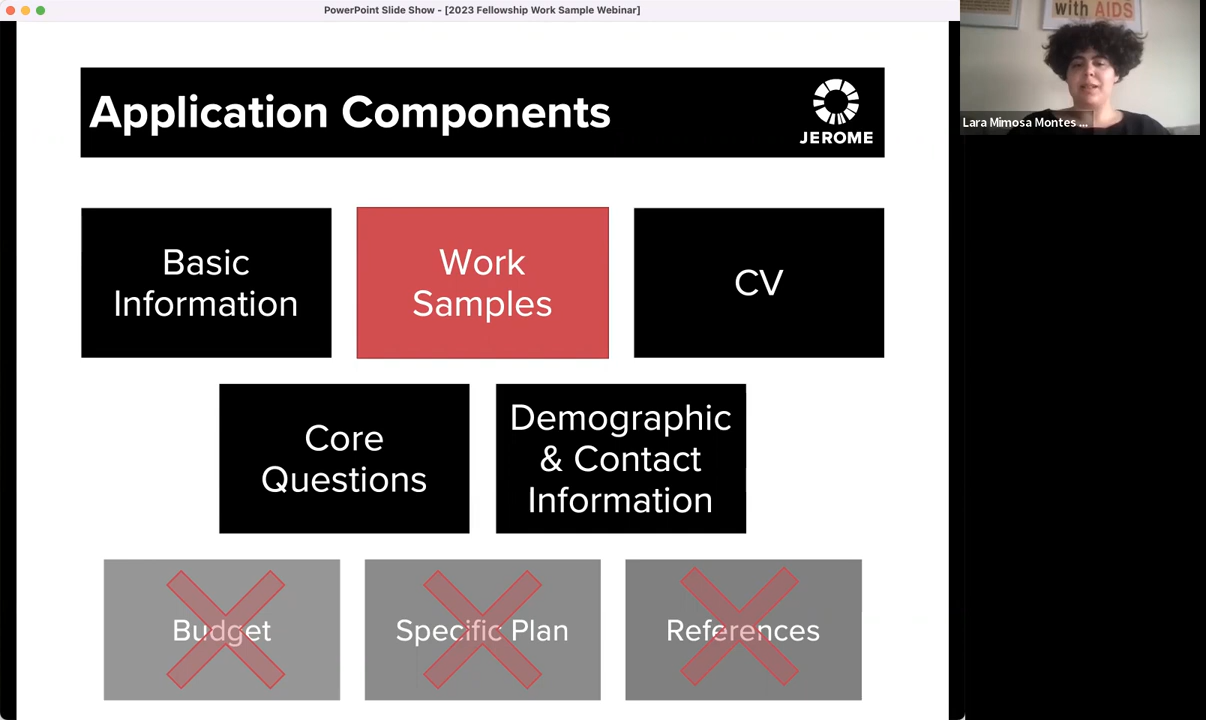 PowerPoint Slide Show - [2023 Fellowship Work Sample Webinar]
with AIDS
Lara Mimosa Montes ...
Application Components
JEROME
Basic
Information
Work
Samples
CV
Core
Questions
Demographic
& Contact
Information
Budget
Specific Plan
References